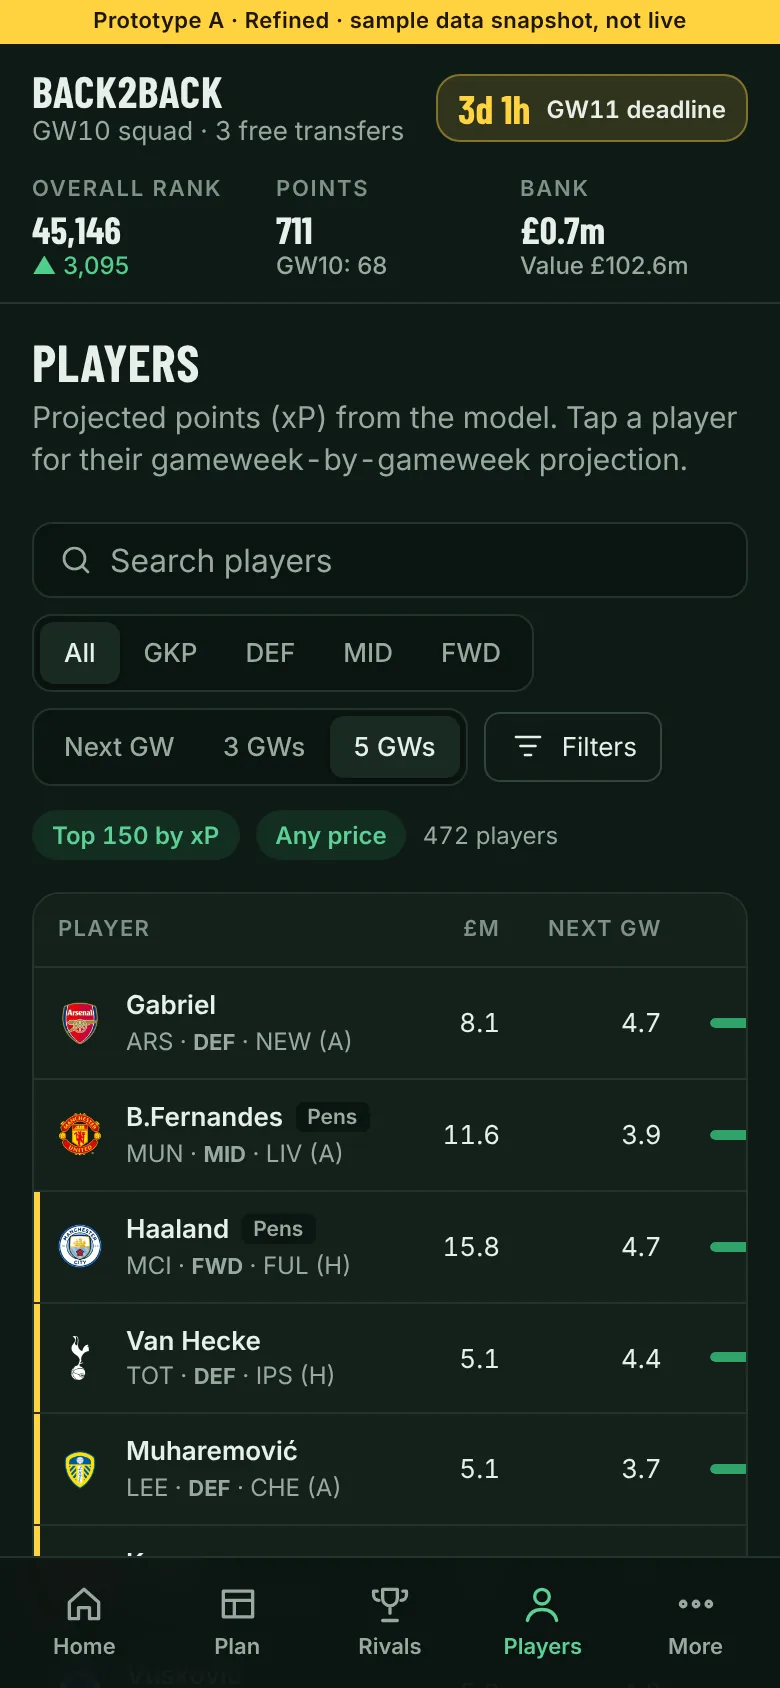 Prototype A · Refined · sample data snapshot, not live
BACK2BACK
GW10 squad · 3 free transfers
3d 1h GW11 deadline
OVERALL RANK POINTS BANK
45,146 711 £0.7m
▲ 3,095 GW10: 68 Value £102.6m
PLAYERS
Projected points (xP) from the model. Tap a player
for their gameweek-by-gameweek projection.
Search players
All GKP DEF MID FWD
Next GW 3 GWs 5 GWs Filters
Top 150 by xP Any price 472 players
PLAYER £M NEXT GW
Gabriel
ARS · DEF · NEW (A) 8.1 4.7
B.Fernandes Pens
MUN · MID · LIV (A) 11.6 3.9
Haaland Pens
MCI · FWD · FUL (H) 15.8 4.7
Van Hecke
TOT · DEF · IPS (H) 5.1 4.4
Muharemović
LEE · DEF · CHE (A) 5.1 3.7
Home Plan Rivals Players More